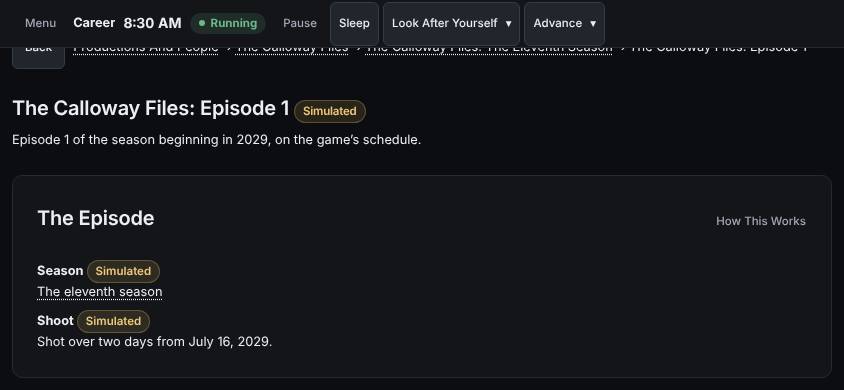 Menu Career 8:30 AM Running Pause Sleep Look After Yourself ▾ Advance ▾
Back Productions And People › The Calloway Files › The Calloway Files: The Eleventh Season › The Calloway Files: Episode 1
The Calloway Files: Episode 1 Simulated
Episode 1 of the season beginning in 2029, on the game’s schedule.
The Episode How This Works
Season Simulated
The eleventh season
Shoot Simulated
Shot over two days from July 16, 2029.